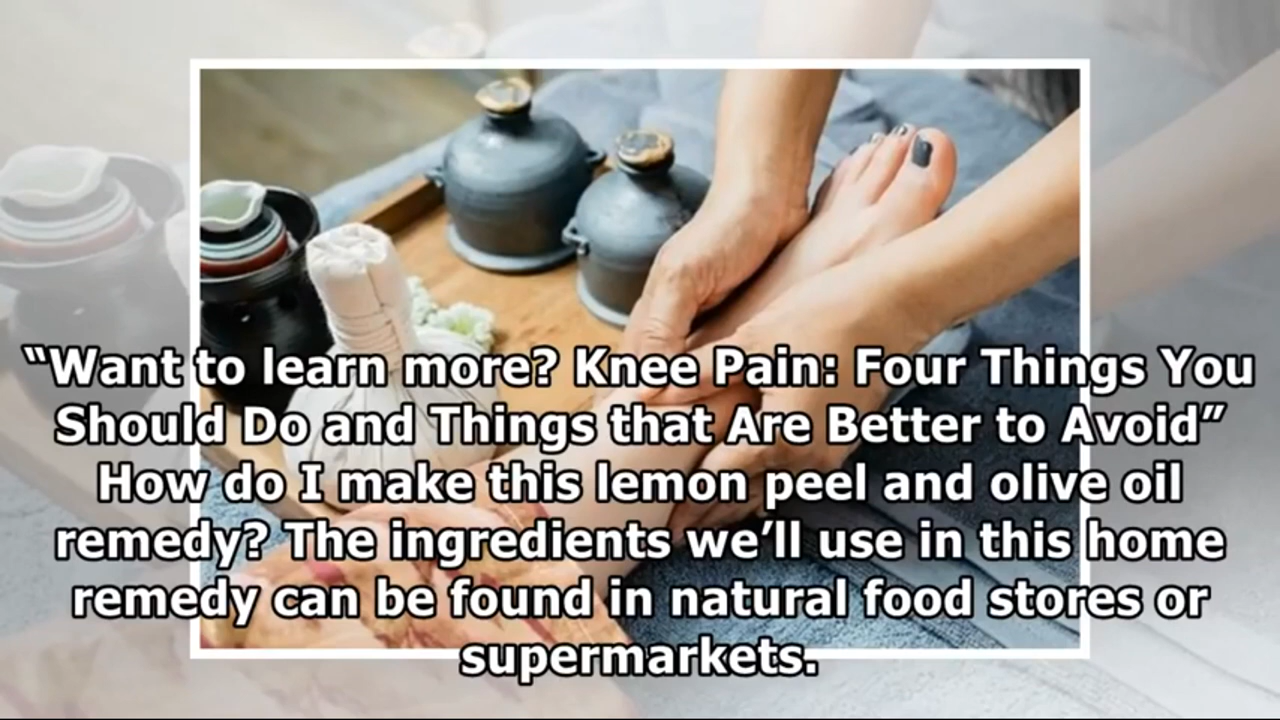 “Want to learn more? Knee Pain: Four Things You
Should Do and Things that Are Better to Avoid”
How do I make this lemon peel and olive oil
remedy? The ingredients we’ll use in this home
remedy can be found in natural food stores or
supermarkets.